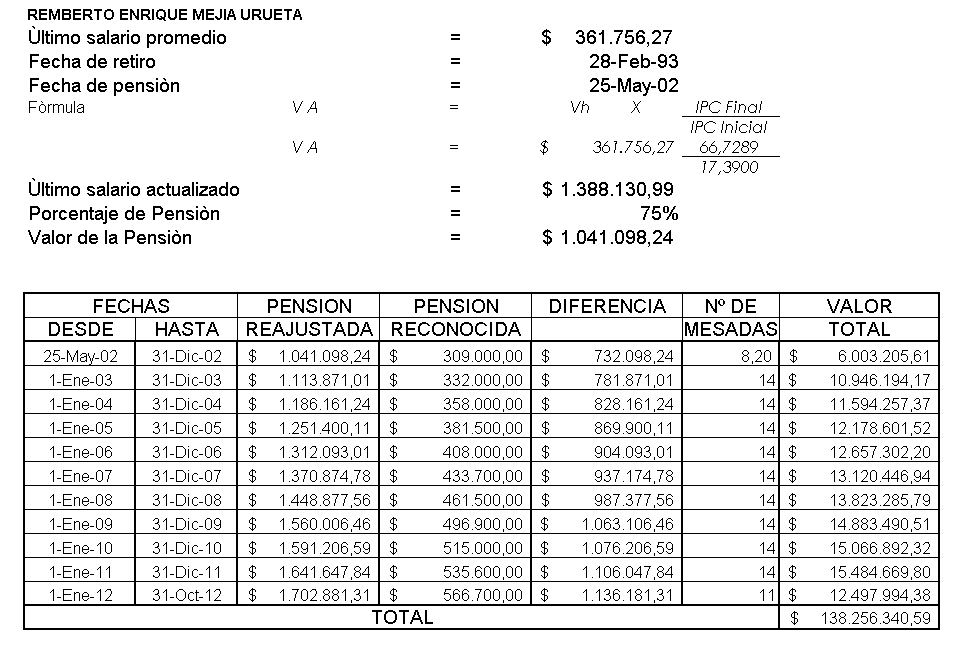 REMBERTO ENRIQUE MEJIA URUETA
Ùltimo salario promedio = $ 361.756,27
Fecha de retiro = 28-Feb-93
Fecha de pensiòn = 25-May-02
Fòrmula V A = Vh X IPC Final
IPC Inicial
V A = $ 361.756,27 66,7289
17,3900
Ùltimo salario actualizado = $ 1.388.130,99
Porcentaje de Pensiòn = 75%
Valor de la Pensiòn = $ 1.041.098,24
FECHAS PENSION PENSION DIFERENCIA Nº DE VALOR
DESDE HASTA REAJUSTADA RECONOCIDA MESADAS TOTAL
25-May-02 31-Dic-02 $ 1.041.098,24 $ 309.000,00 $ 732.098,24 8,20 $ 6.003.205,61
1-Ene-03 31-Dic-03 $ 1.113.871,01 $ 332.000,00 $ 781.871,01 14 $ 10.946.194,17
1-Ene-04 31-Dic-04 $ 1.186.161,24 $ 358.000,00 $ 828.161,24 14 $ 11.594.257,37
1-Ene-05 31-Dic-05 $ 1.251.400,11 $ 381.500,00 $ 869.900,11 14 $ 12.178.601,52
1-Ene-06 31-Dic-06 $ 1.312.093,01 $ 408.000,00 $ 904.093,01 14 $ 12.657.302,20
1-Ene-07 31-Dic-07 $ 1.370.874,78 $ 433.700,00 $ 937.174,78 14 $ 13.120.446,94
1-Ene-08 31-Dic-08 $ 1.448.877,56 $ 461.500,00 $ 987.377,56 14 $ 13.823.285,79
1-Ene-09 31-Dic-09 $ 1.560.006,46 $ 496.900,00 $ 1.063.106,46 14 $ 14.883.490,51
1-Ene-10 31-Dic-10 $ 1.591.206,59 $ 515.000,00 $ 1.076.206,59 14 $ 15.066.892,32
1-Ene-11 31-Dic-11 $ 1.641.647,84 $ 535.600,00 $ 1.106.047,84 14 $ 15.484.669,80
1-Ene-12 31-Oct-12 $ 1.702.881,31 $ 566.700,00 $ 1.136.181,31 11 $ 12.497.994,38
TOTAL $ 138.256.340,59